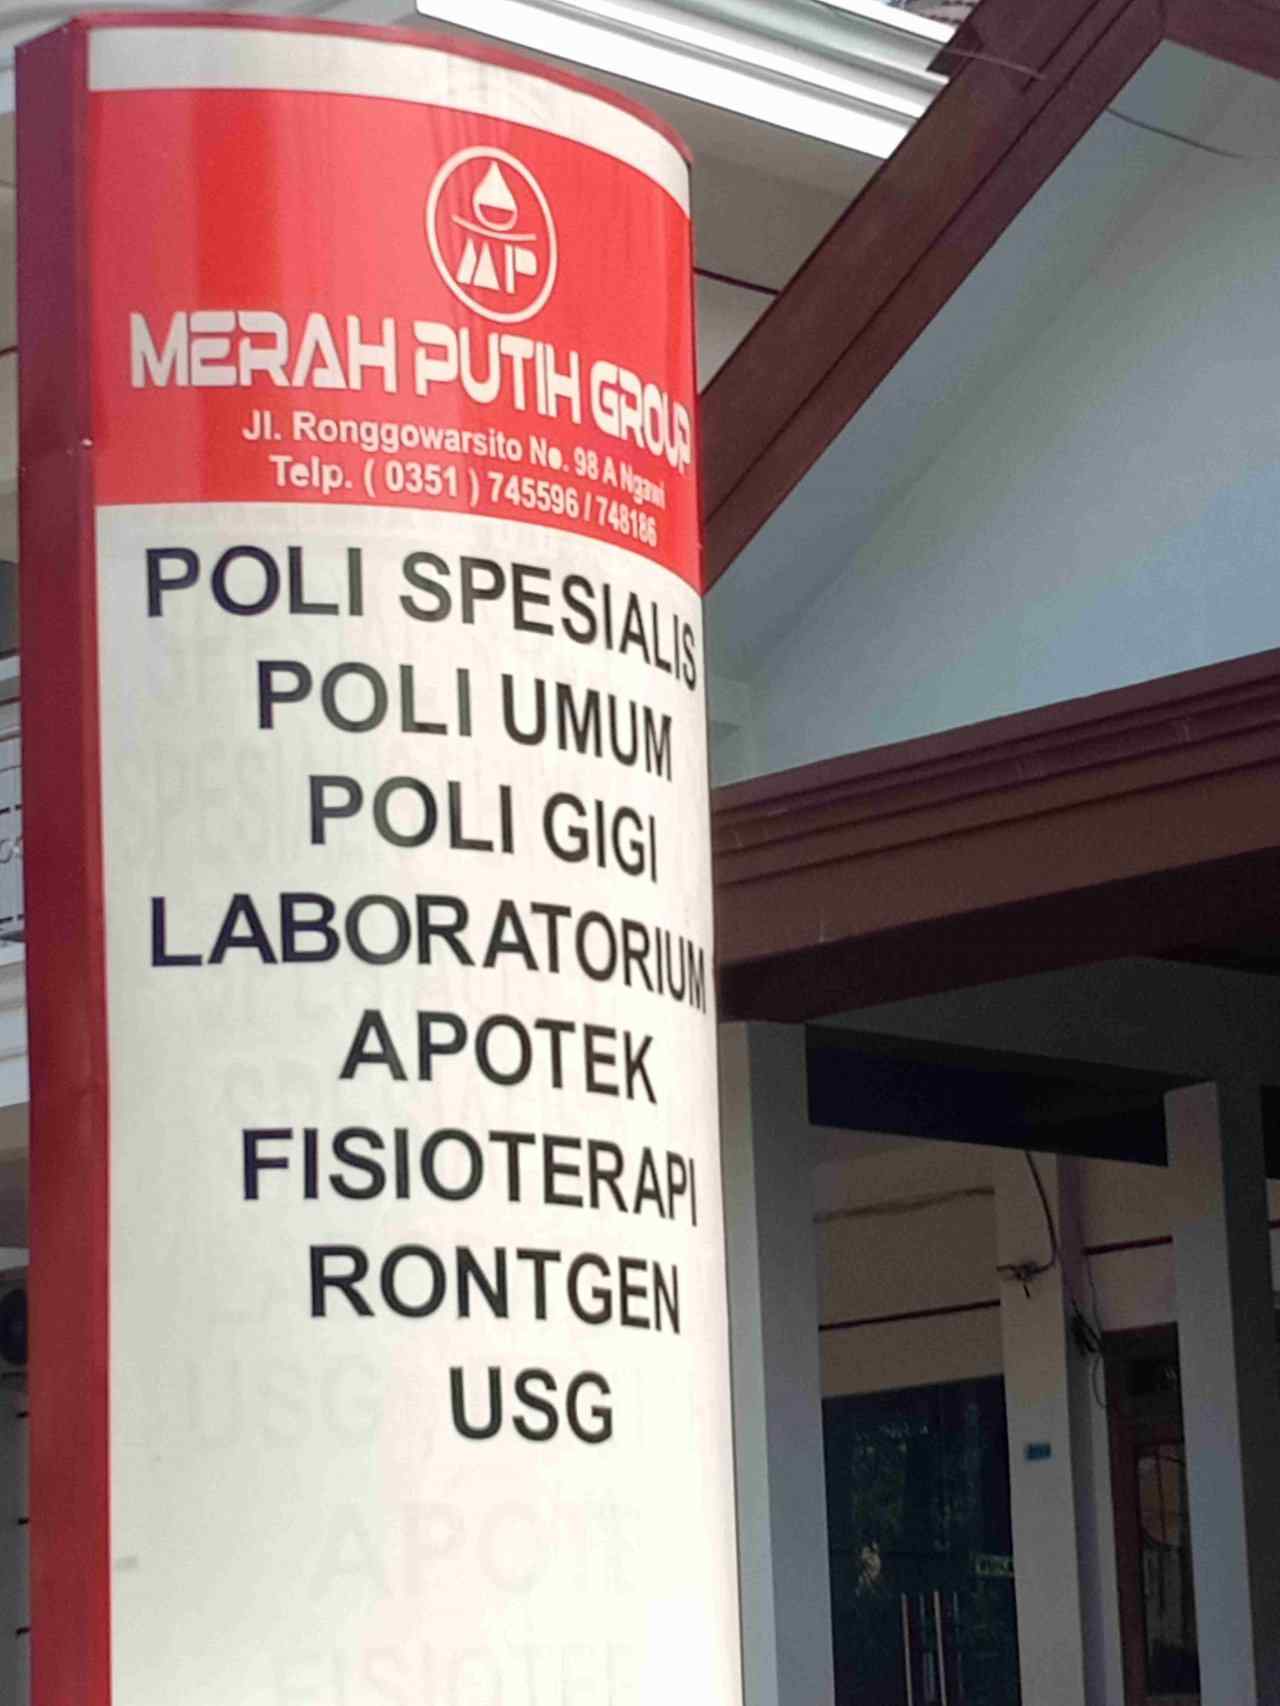 MP
MERAH PUTIH GROUP
Jl. Ronggowarsito No. 98 A Ngawi
Telp. ( 0351 ) 745596 / 748186
POLI SPESIALIS
POLI UMUM
POLI GIGI
LABORATORIUM
APOTEK
FISIOTERAPI
RONTGEN
USG